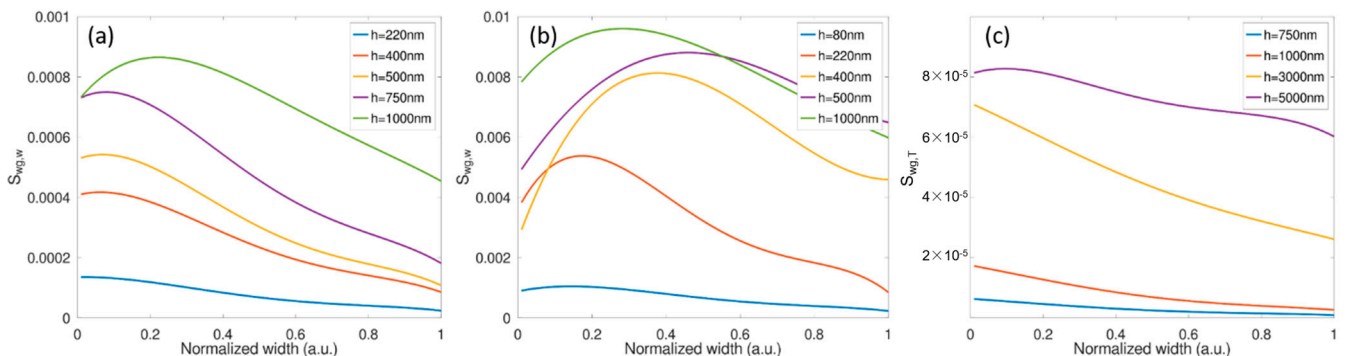 (a)
0.001
0.0008
0.0006
0.0004
0.0002
0
S_wg,w
0 0.2 0.4 0.6 0.8 1
Normalized width (a.u.)
h=220nm
h=400nm
h=500nm
h=750nm
h=1000nm
(b)
0.01
0.008
0.006
0.004
0.002
0
S_wg,w
0 0.2 0.4 0.6 0.8 1
Normalized width (a.u.)
h=80nm
h=220nm
h=400nm
h=500nm
h=1000nm
(c)
8×10⁻⁵
6×10⁻⁵
4×10⁻⁵
2×10⁻⁵
S_wg,T
0 0.2 0.4 0.6 0.8 1
Normalized width (a.u.)
h=750nm
h=1000nm
h=3000nm
h=5000nm